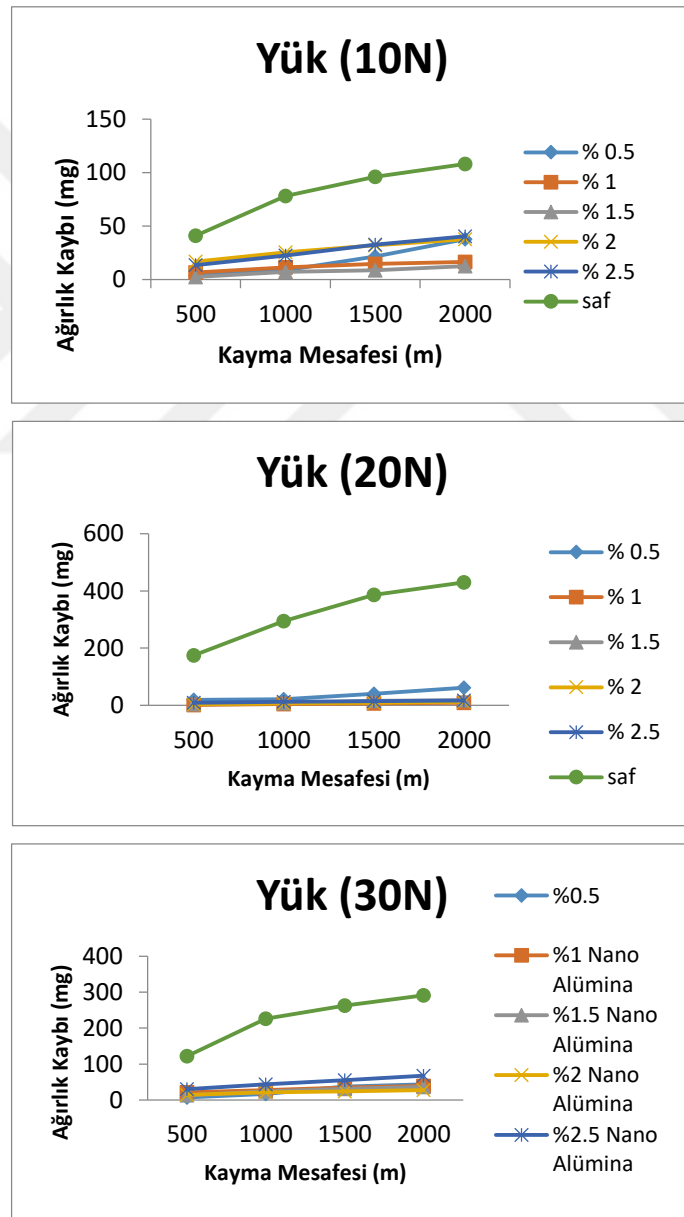 Yük (10N)
Ağırlık Kaybı (mg)
150
100
50
0
500 1000 1500 2000
Kayma Mesafesi (m)
% 0.5
% 1
% 1.5
% 2
% 2.5
saf
Yük (20N)
Ağırlık Kaybı (mg)
600
400
200
0
500 1000 1500 2000
Kayma Mesafesi (m)
% 0.5
% 1
% 1.5
% 2
% 2.5
saf
Yük (30N)
Ağırlık Kaybı (mg)
400
300
200
100
0
500 1000 1500 2000
Kayma Mesafesi (m)
%0.5
%1 Nano
Alümina
%1.5 Nano
Alümina
%2 Nano
Alümina
%2.5 Nano
Alümina